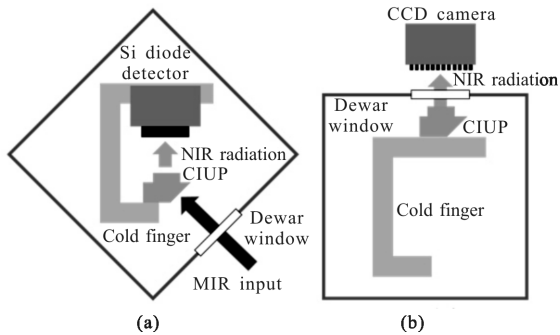 Si diode
detector
NIR radiation
CIUP
Cold finger
Dewar
window
MIR input
(a)
CCD camera
NIR radiation
Dewar
window
CIUP
Cold finger
(b)